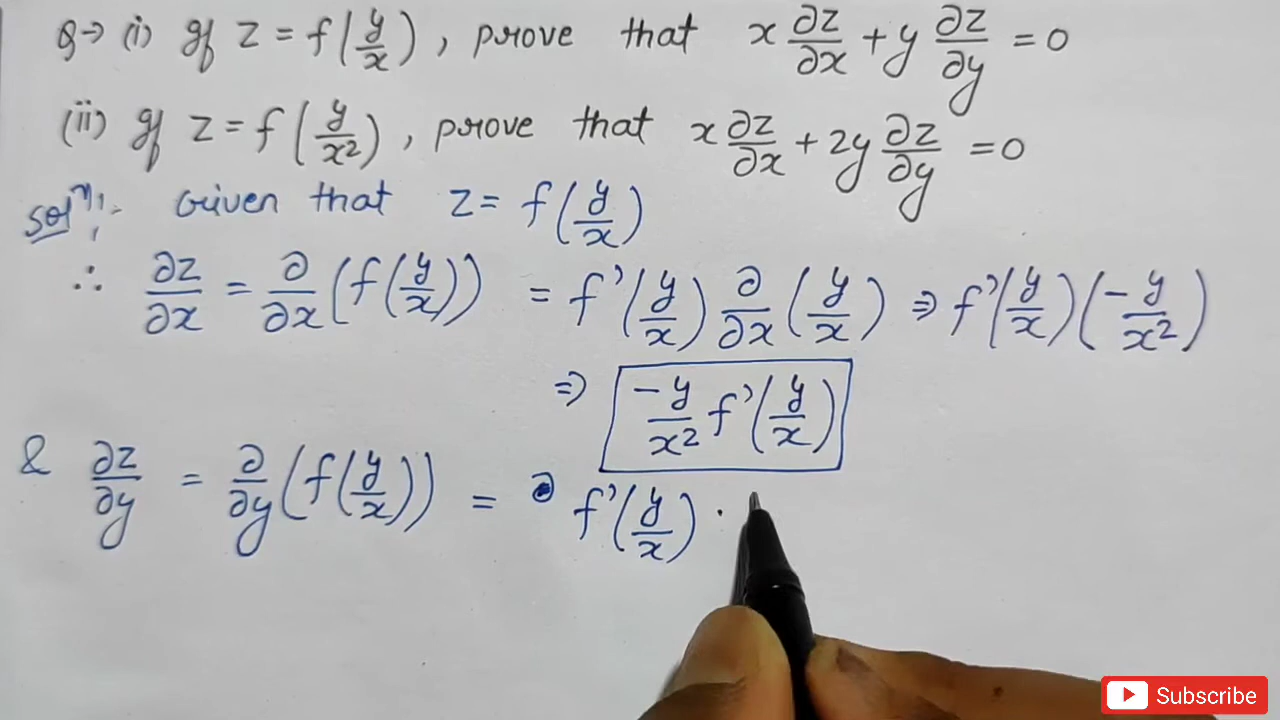 Q→ (i) If z = f(y/x), prove that x ∂z/∂x + y ∂z/∂y = 0
(ii) If z = f(y/x²), prove that x ∂z/∂x + 2y ∂z/∂y = 0
Solⁿ:- Given that z = f(y/x)
∴ ∂z/∂x = ∂/∂x (f(y/x)) = f'(y/x) ∂/∂x (y/x) ⇒ f'(y/x) (-y/x²)
⇒ -y/x² f'(y/x)
& ∂z/∂y = ∂/∂y (f(y/x)) = f'(y/x) ·
Subscribe